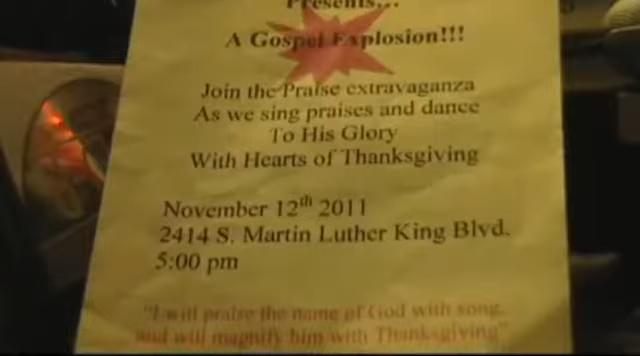 Presents...
A Gospel Explosion!!!
Join the Praise extravaganza
As we sing praises and dance
To His Glory
With Hearts of Thanksgiving
November 12th 2011
2414 S. Martin Luther King Blvd.
5:00 pm
"I will praise the name of God with song,
and will magnify him with Thanksgiving"